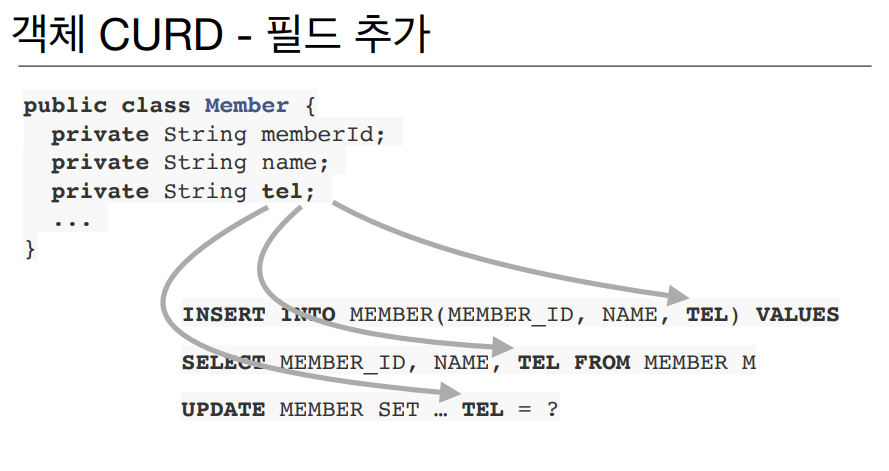 객체 CURD - 필드 추가
public class Member {
private String memberId;
private String name;
private String tel;
...
}
INSERT INTO MEMBER(MEMBER_ID, NAME, TEL) VALUES
SELECT MEMBER_ID, NAME, TEL FROM MEMBER M
UPDATE MEMBER SET … TEL = ?